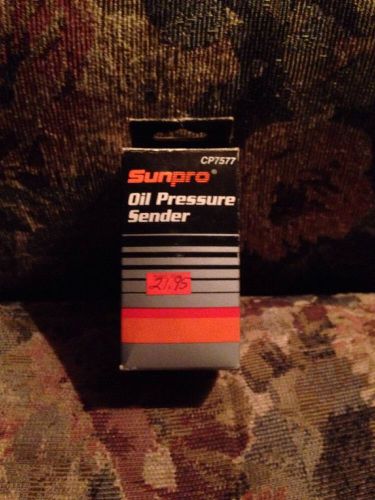 CP7577
Sunpro®
Oil Pressure
Sender
21.95